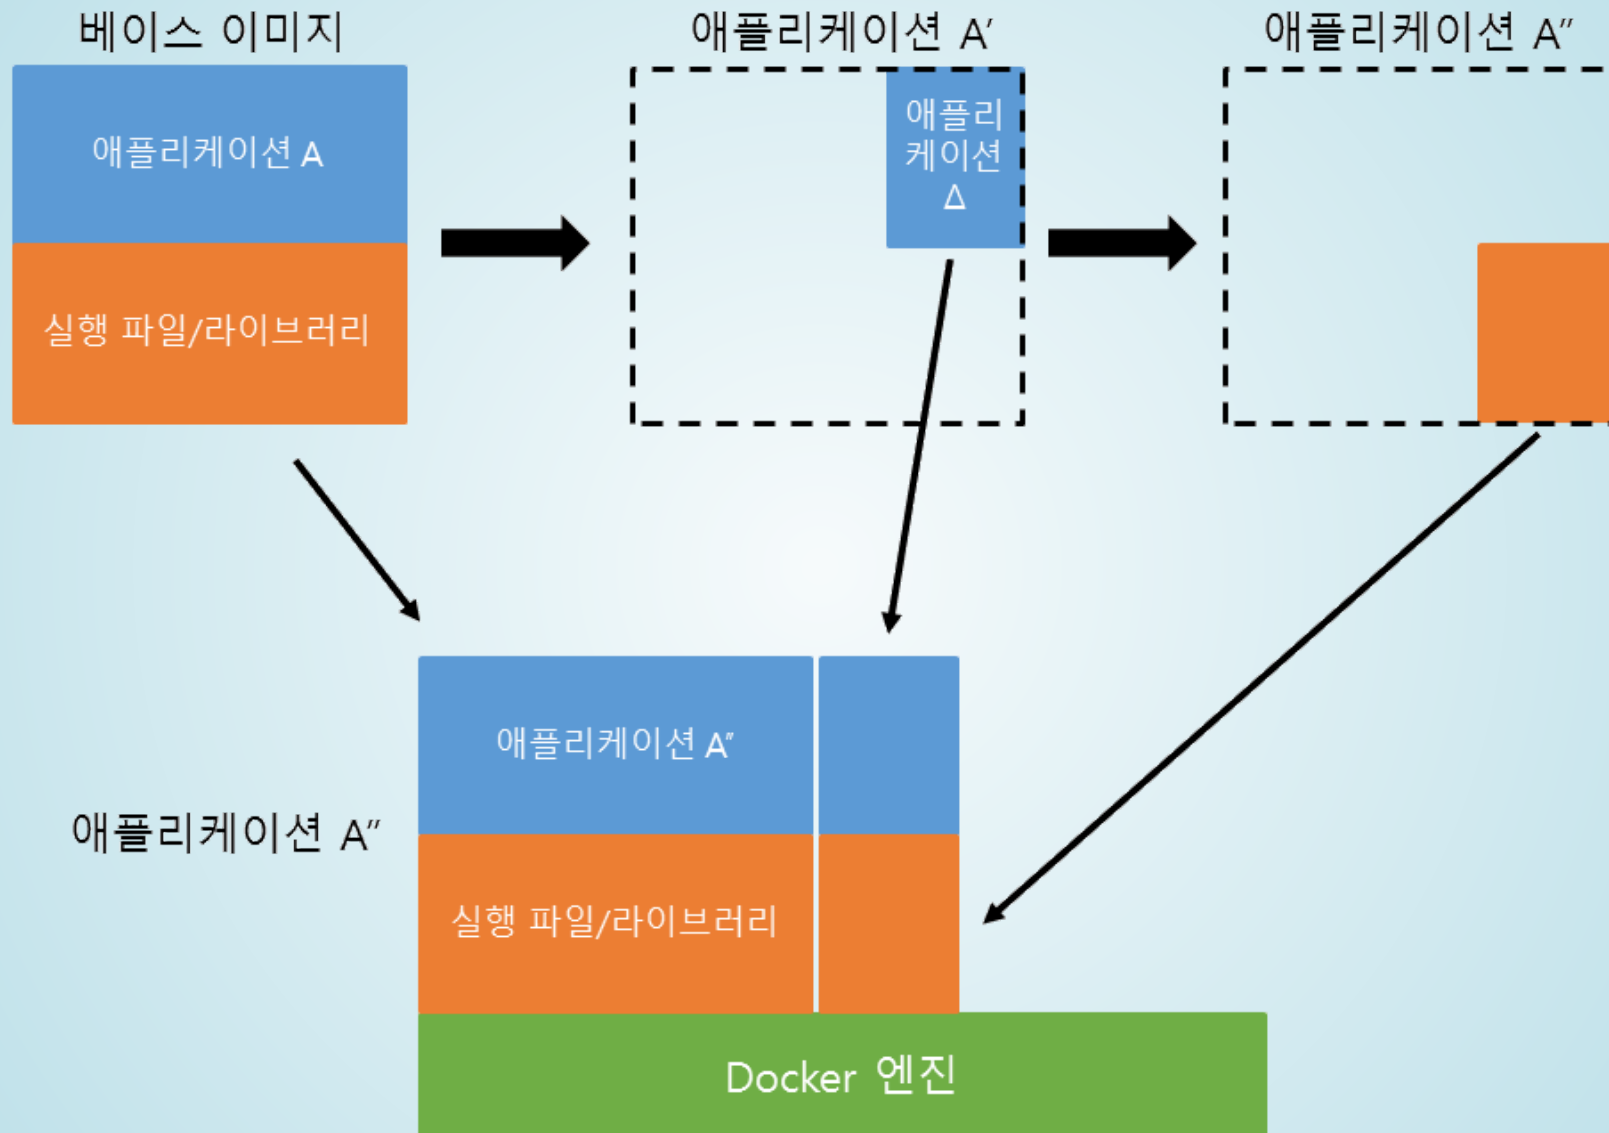 베이스 이미지
애플리케이션 A′
애플리케이션 A″
애플리케이션 A
애플리
케이션
Δ
실행 파일/라이브러리
애플리케이션 A″
애플리케이션 A″
실행 파일/라이브러리
Docker 엔진